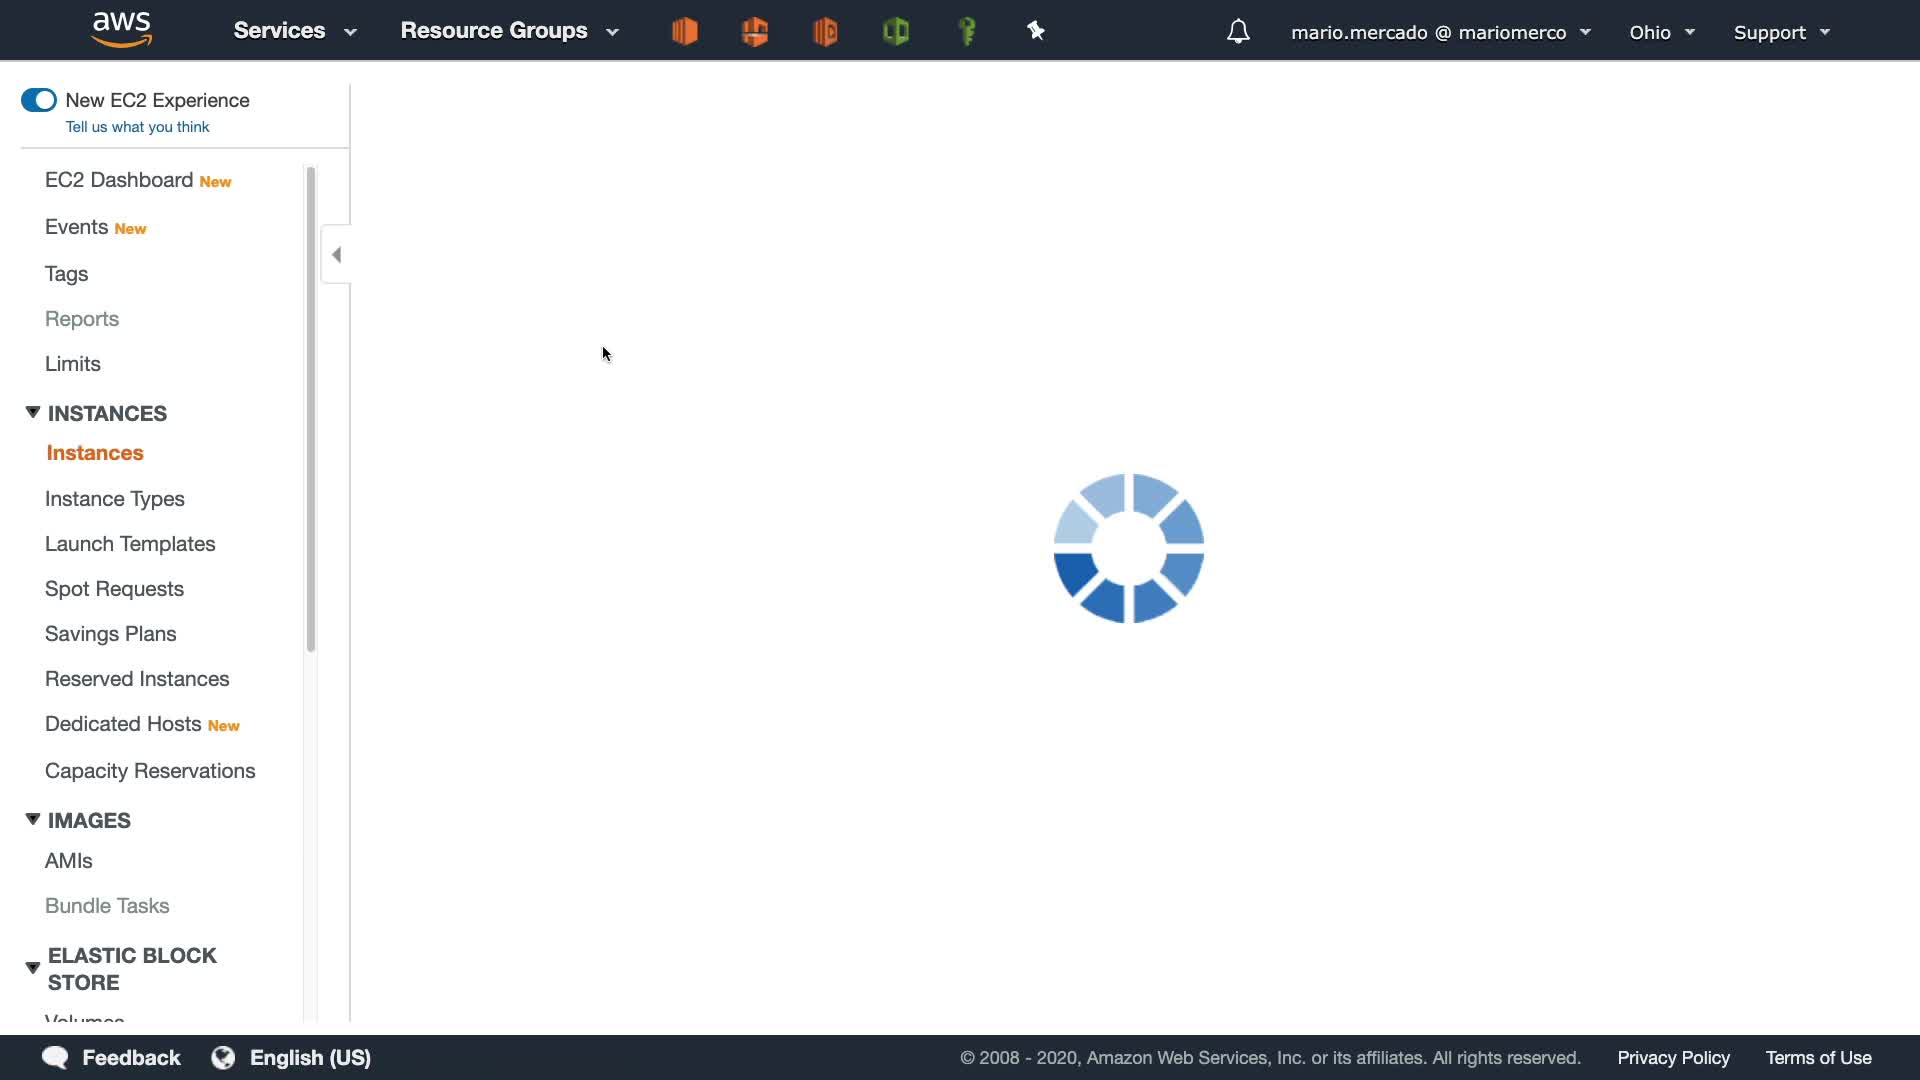 aws
Services
Resource Groups
mario.mercado @ mariomerco
Ohio
Support
New EC2 Experience
Tell us what you think
EC2 Dashboard New
Events New
Tags
Reports
Limits
INSTANCES
Instances
Instance Types
Launch Templates
Spot Requests
Savings Plans
Reserved Instances
Dedicated Hosts New
Capacity Reservations
IMAGES
AMIs
Bundle Tasks
ELASTIC BLOCK
STORE
Volumes
Feedback
English (US)
© 2008 - 2020, Amazon Web Services, Inc. or its affiliates. All rights reserved.
Privacy Policy
Terms of Use